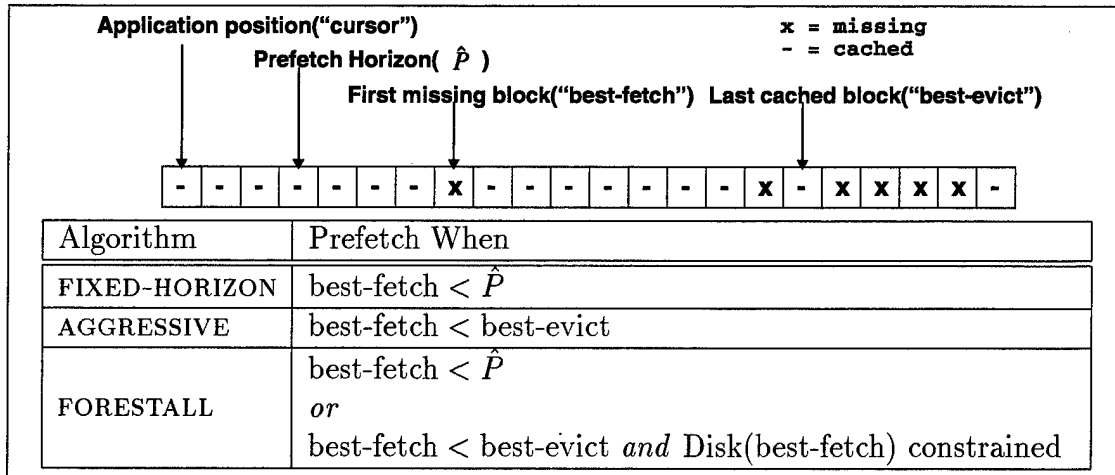 Application position("cursor")
x = missing
- = cached
Prefetch Horizon( P̂ )
First missing block("best-fetch") Last cached block("best-evict")
- - - - - - - x - - - - - - - x - x x x x -
Algorithm Prefetch When
FIXED-HORIZON best-fetch < P̂
AGGRESSIVE best-fetch < best-evict
best-fetch < P̂
FORESTALL or
best-fetch < best-evict and Disk(best-fetch) constrained